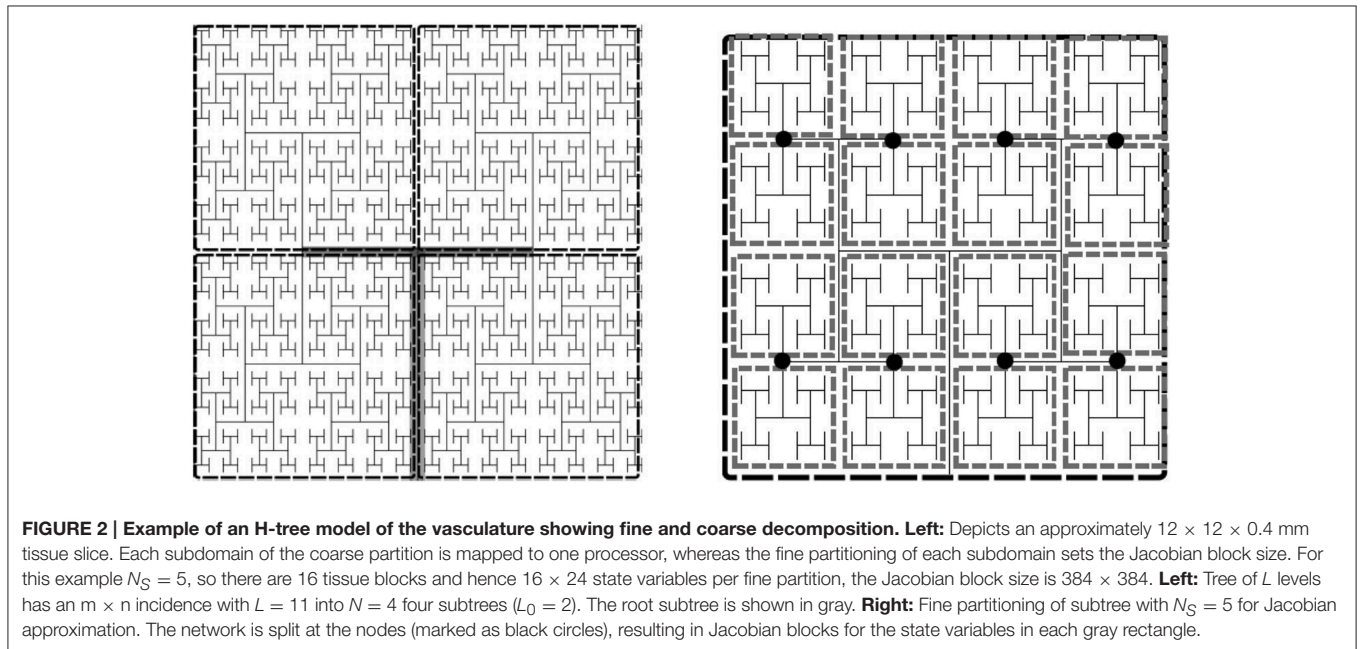 FIGURE 2 | Example of an H-tree model of the vasculature showing fine and coarse decomposition. Left: Depicts an approximately 12 × 12 × 0.4 mm
tissue slice. Each subdomain of the coarse partition is mapped to one processor, whereas the fine partitioning of each subdomain sets the Jacobian block size. For
this example NS = 5, so there are 16 tissue blocks and hence 16 × 24 state variables per fine partition, the Jacobian block size is 384 × 384. Left: Tree of L levels
has an m × n incidence with L = 11 into N = 4 four subtrees (L0 = 2). The root subtree is shown in gray. Right: Fine partitioning of subtree with NS = 5 for Jacobian
approximation. The network is split at the nodes (marked as black circles), resulting in Jacobian blocks for the state variables in each gray rectangle.